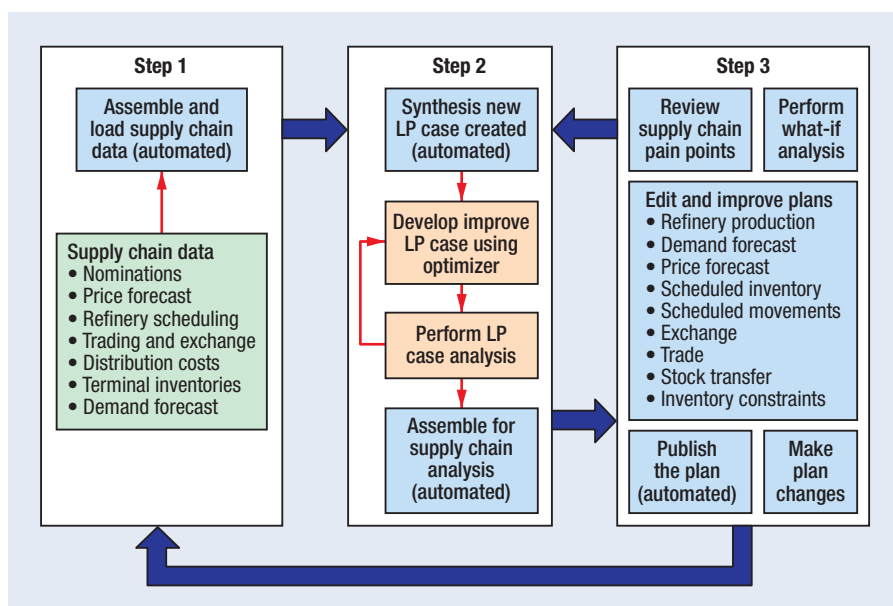 Step 1
Assemble and
load supply chain
data (automated)
Supply chain data
• Nominations
• Price forecast
• Refinery scheduling
• Trading and exchange
• Distribution costs
• Terminal inventories
• Demand forecast
Step 2
Synthesis new
LP case created
(automated)
Develop improve
LP case using
optimizer
Perform LP
case analysis
Assemble for
supply chain
analysis
(automated)
Step 3
Review
supply chain
pain points
Perform
what-if
analysis
Edit and improve plans
• Refinery production
• Demand forecast
• Price forecast
• Scheduled inventory
• Scheduled movements
• Exchange
• Trade
• Stock transfer
• Inventory constraints
Publish
the plan
(automated)
Make
plan
changes